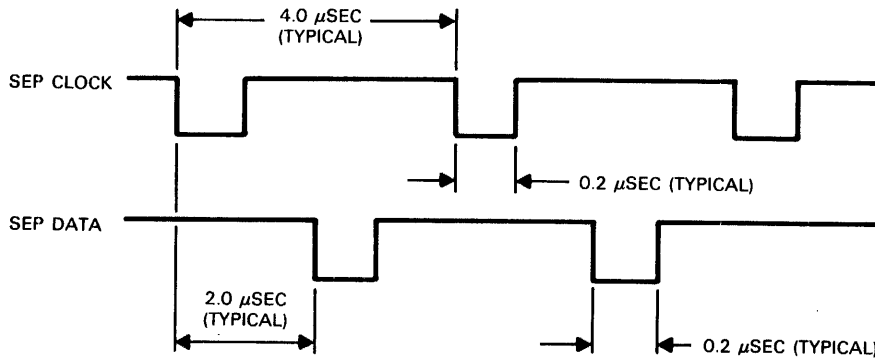 4.0 μSEC
(TYPICAL)
SEP CLOCK
0.2 μSEC (TYPICAL)
SEP DATA
2.0 μSEC
(TYPICAL)
0.2 μSEC (TYPICAL)